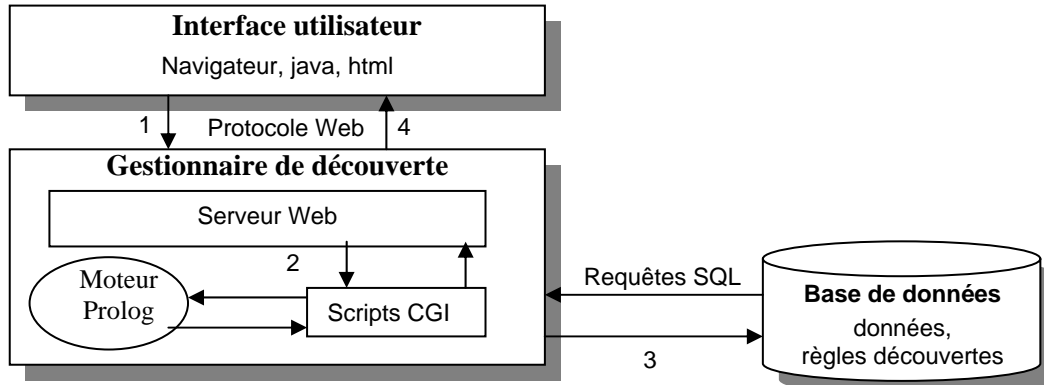 Interface utilisateur
Navigateur, java, html
1 Protocole Web 4
Gestionnaire de découverte
Serveur Web
2
Moteur
Prolog
Scripts CGI
Requêtes SQL
3
Base de données
données,
règles découvertes